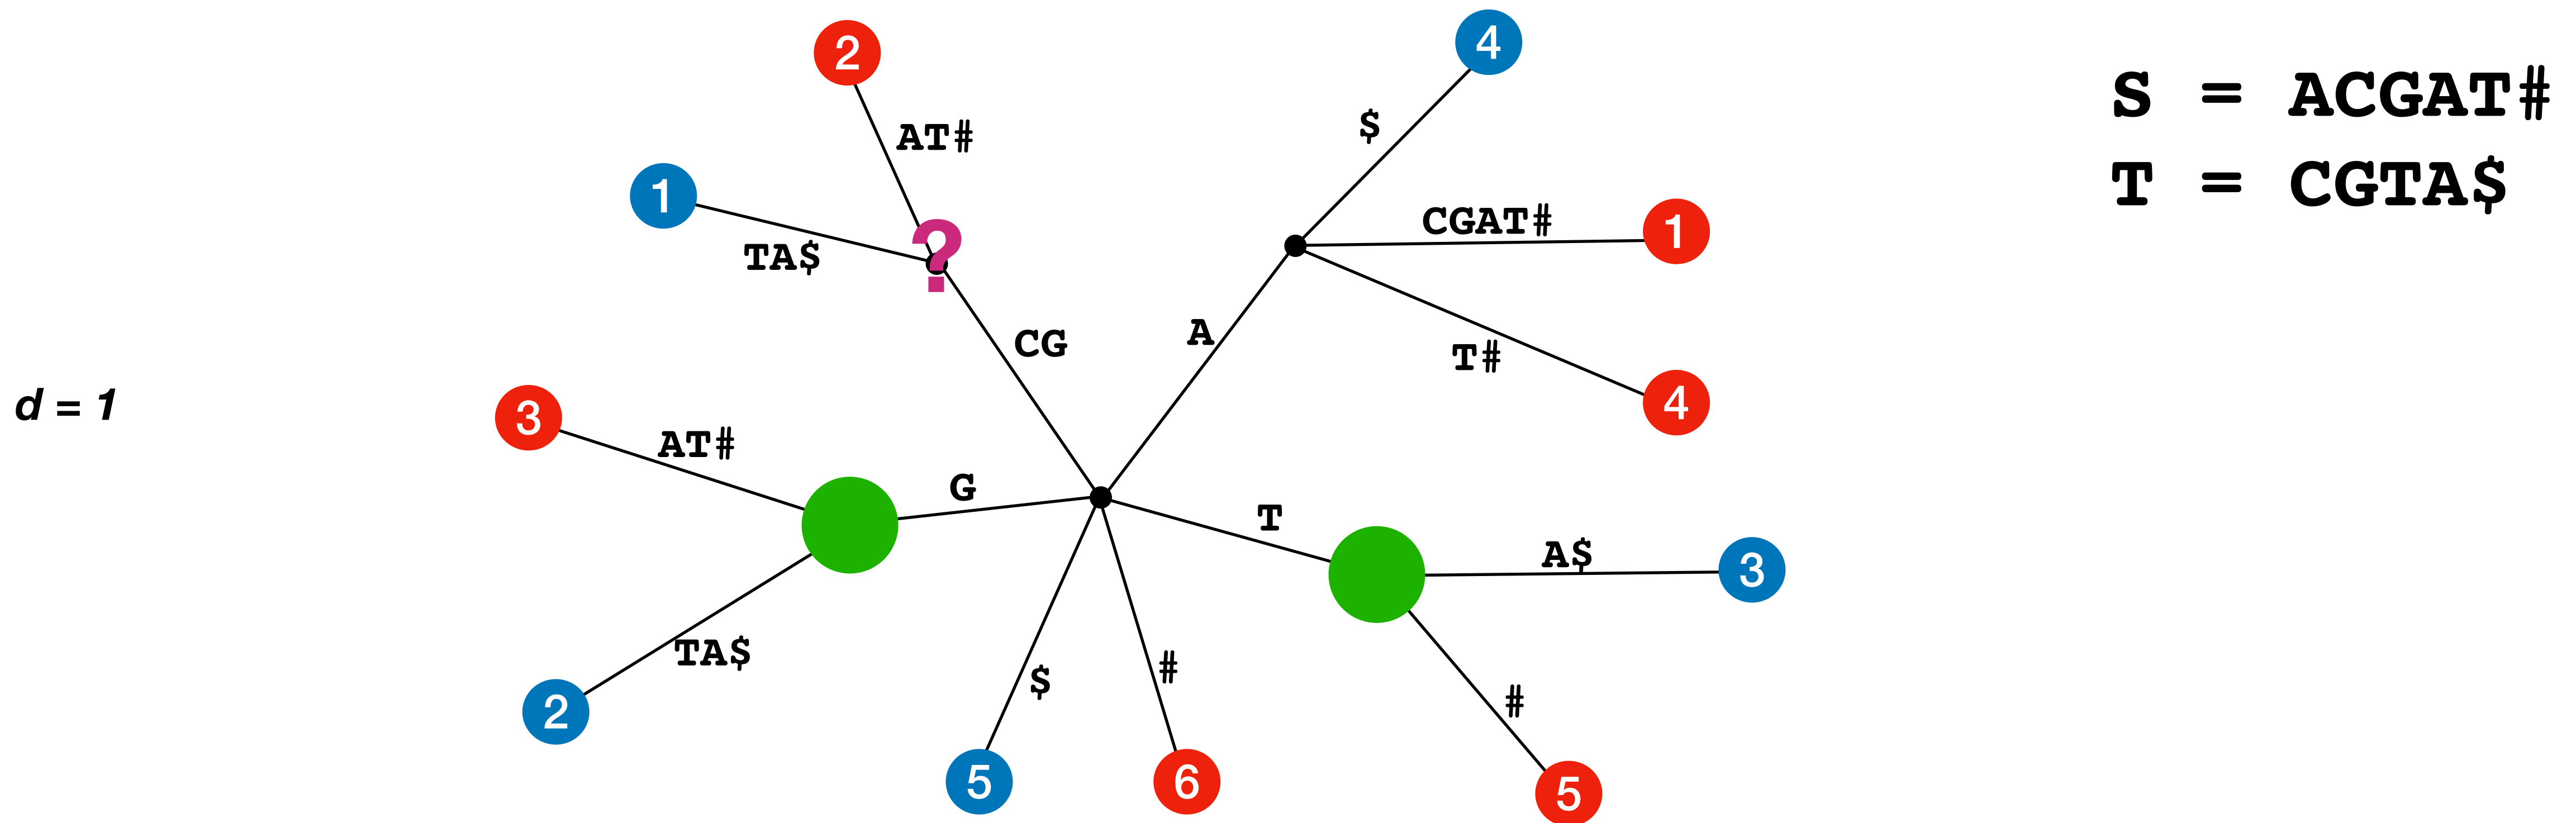 4
2
S = ACGAT#
$
AT#
T = CGTA$
1
CGAT#
1
?
TA$
A
CG
T#
d = 1
4
3
AT#
G
T
A$
3
TA$
$
#
#
2
5
6
5